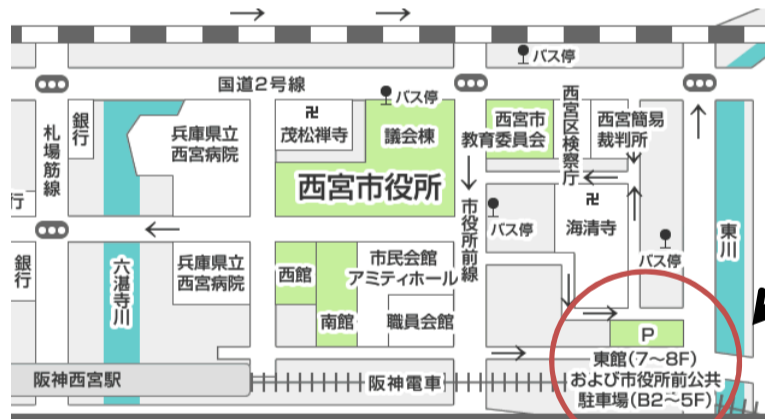 バス停
国道2号線
バス停
銀行
札場筋線
兵庫県立
西宮病院
卍
茂松禅寺
議会棟
西宮市
教育委員会
西宮区検察庁
西宮簡易
裁判所
西宮市役所
行
市役所前線
バス停
卍
海清寺
バス停
東川
銀行
六湛寺川
兵庫県立
西宮病院
西館
南館
市民会館
アミティホール
職員会館
P
東館(7~8F)
および市役所前公共
駐車場(B2~5F)
阪神西宮駅
阪神電車